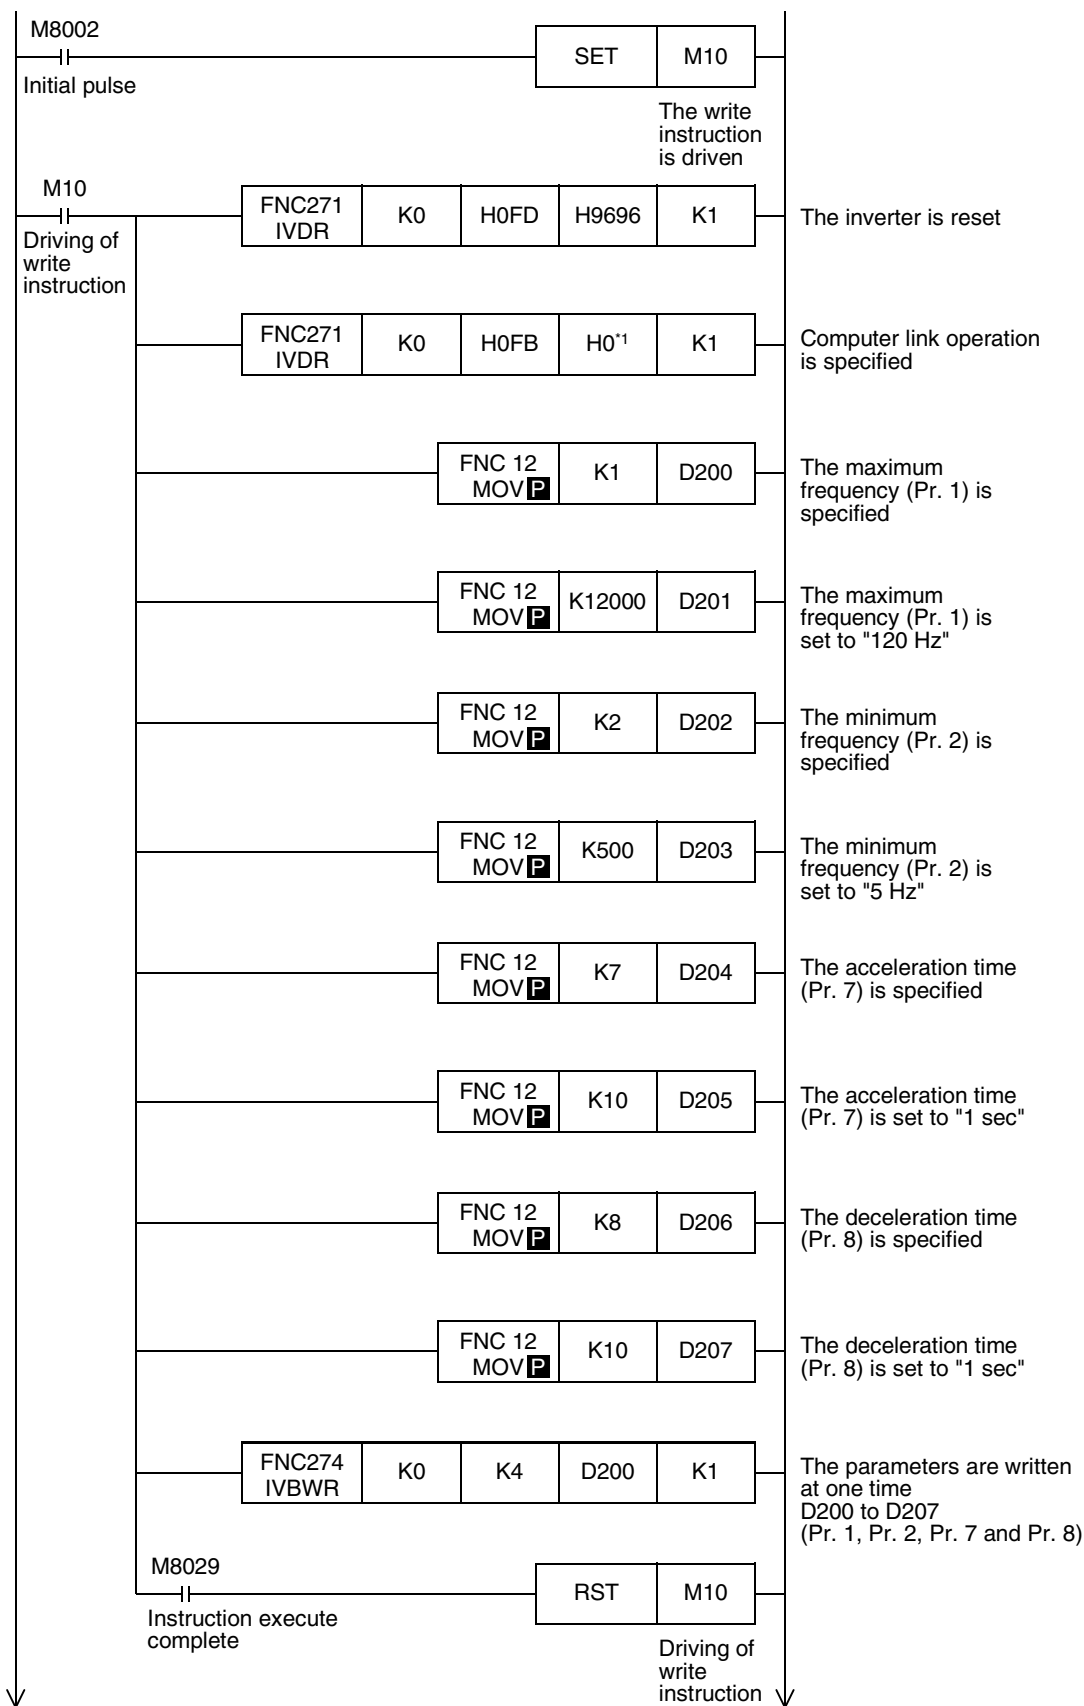 M8002
SET M10
Initial pulse
The write
instruction
is driven
M10
FNC271
IVDR
K0 H0FD H9696 K1
The inverter is reset
Driving of
write
instruction
FNC271
IVDR
K0 H0FB H0*1 K1
Computer link operation
is specified
FNC 12
MOV P
K1 D200
The maximum
frequency (Pr. 1) is
specified
FNC 12
MOV P
K12000 D201
The maximum
frequency (Pr. 1) is
set to "120 Hz"
FNC 12
MOV P
K2 D202
The minimum
frequency (Pr. 2) is
specified
FNC 12
MOV P
K500 D203
The minimum
frequency (Pr. 2) is
set to "5 Hz"
FNC 12
MOV P
K7 D204
The acceleration time
(Pr. 7) is specified
FNC 12
MOV P
K10 D205
The acceleration time
(Pr. 7) is set to "1 sec"
FNC 12
MOV P
K8 D206
The deceleration time
(Pr. 8) is specified
FNC 12
MOV P
K10 D207
The deceleration time
(Pr. 8) is set to "1 sec"
FNC274
IVBWR
K0 K4 D200 K1
The parameters are written
at one time
D200 to D207
(Pr. 1, Pr. 2, Pr. 7 and Pr. 8)
M8029
RST M10
Instruction execute
complete
Driving of
write
instruction